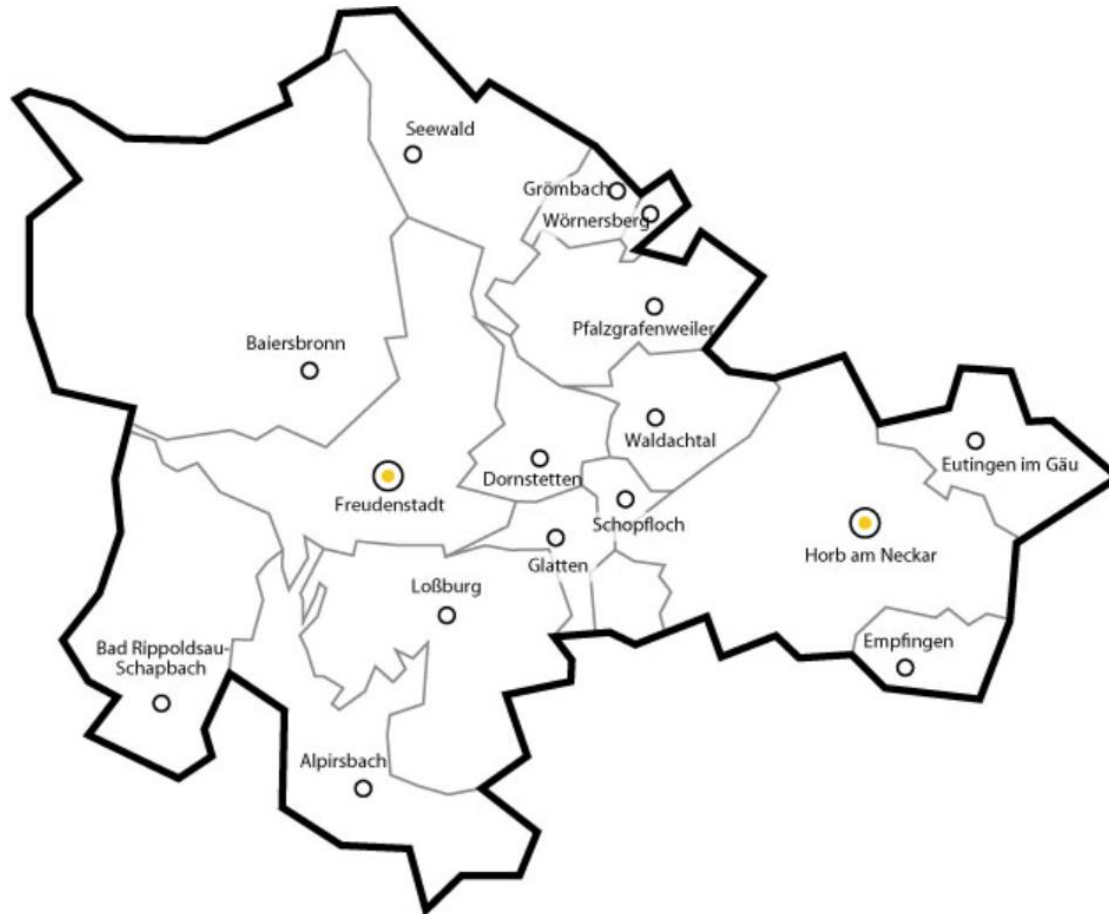 Seewald
Grömbach
Wörnersberg
Pfalzgrafenweiler
Baiersbronn
Waldachtal
Eutingen im Gäu
Dornstetten
Freudenstadt
Schopfloch
Horb am Neckar
Glatten
Loßburg
Empfingen
Bad Rippoldsau-
Schapbach
Alpirsbach